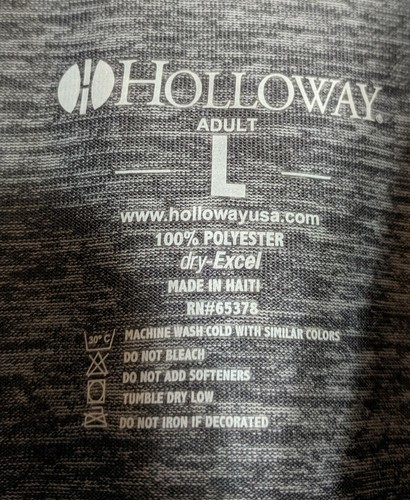 HOLLOWAY.
ADULT
L
www.hollowayusa.com
100% POLYESTER
dry-Excel
MADE IN HAITI
RN#65378
30° C MACHINE WASH COLD WITH SIMILAR COLORS
DO NOT BLEACH
DO NOT ADD SOFTENERS
TUMBLE DRY LOW
DO NOT IRON IF DECORATED